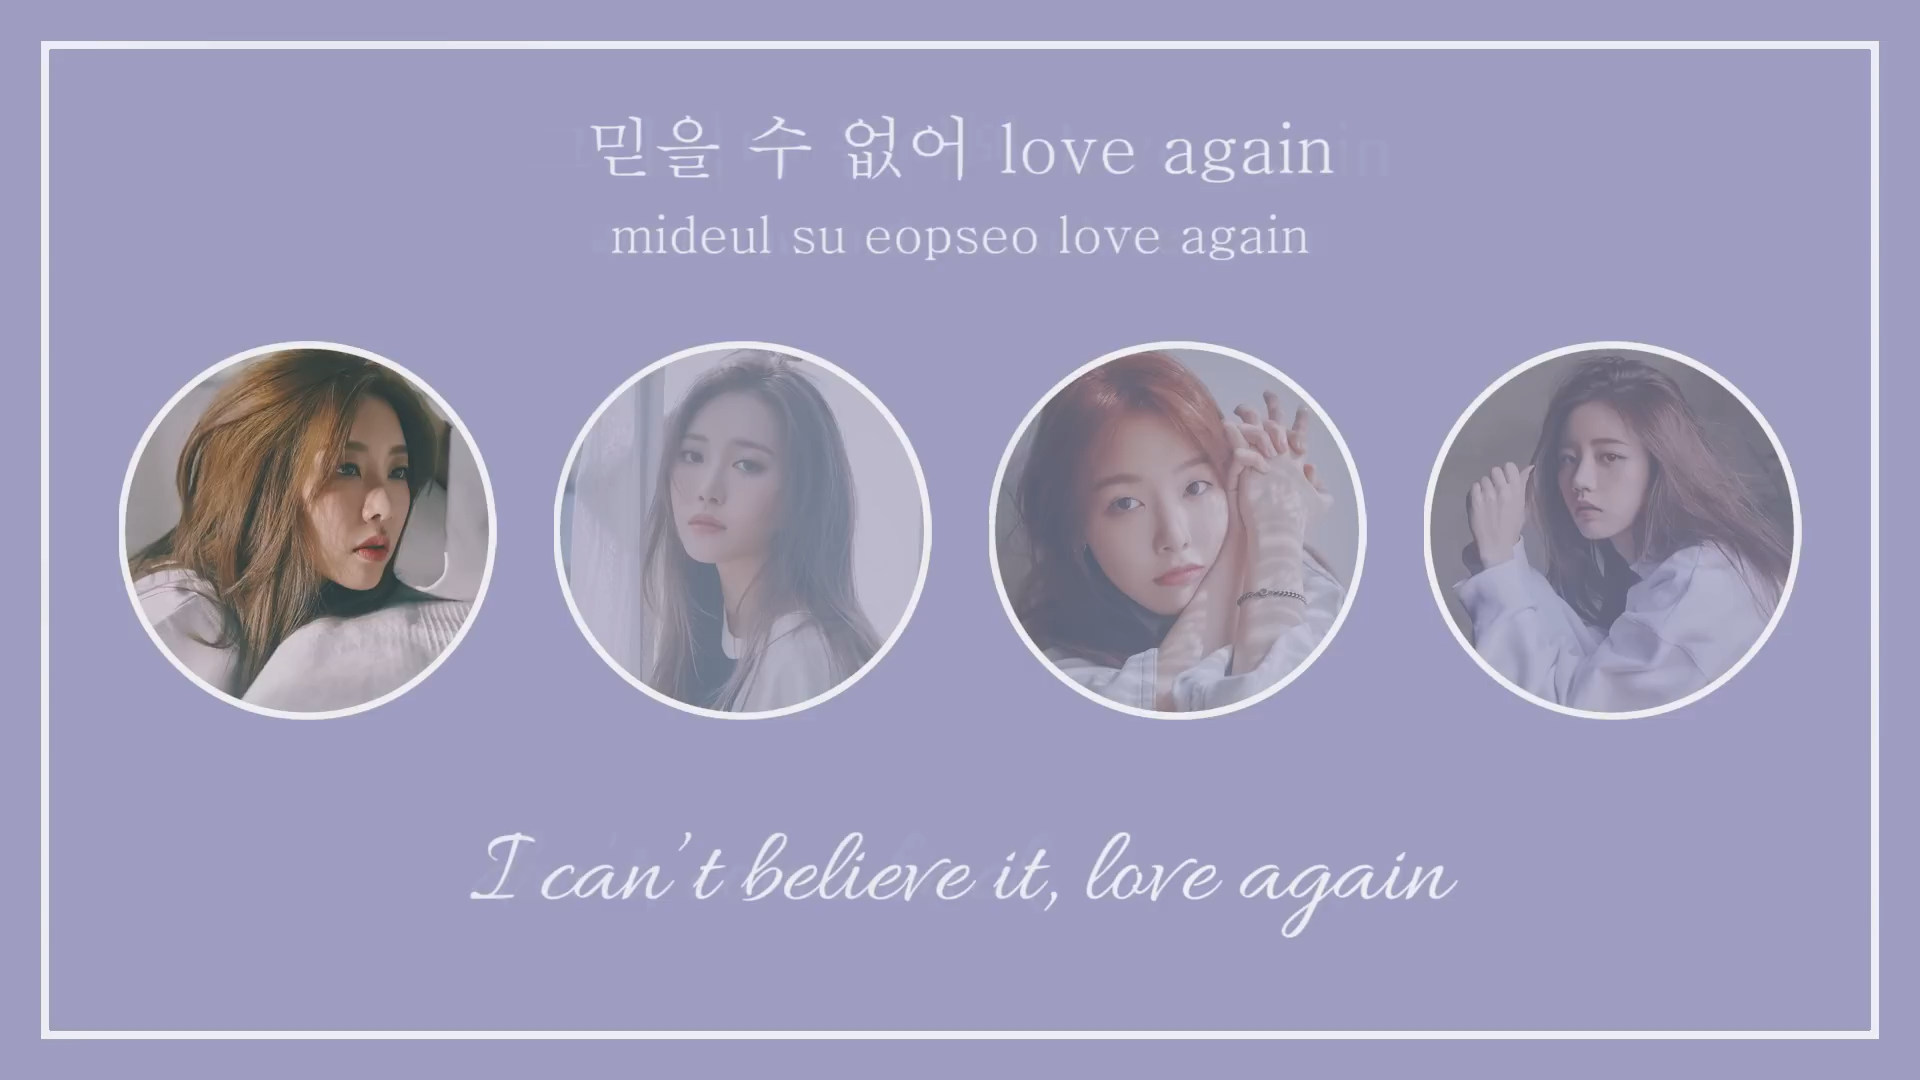 믿을 수 없어 love again
mideul su eopseo love again
I can't believe it, love again